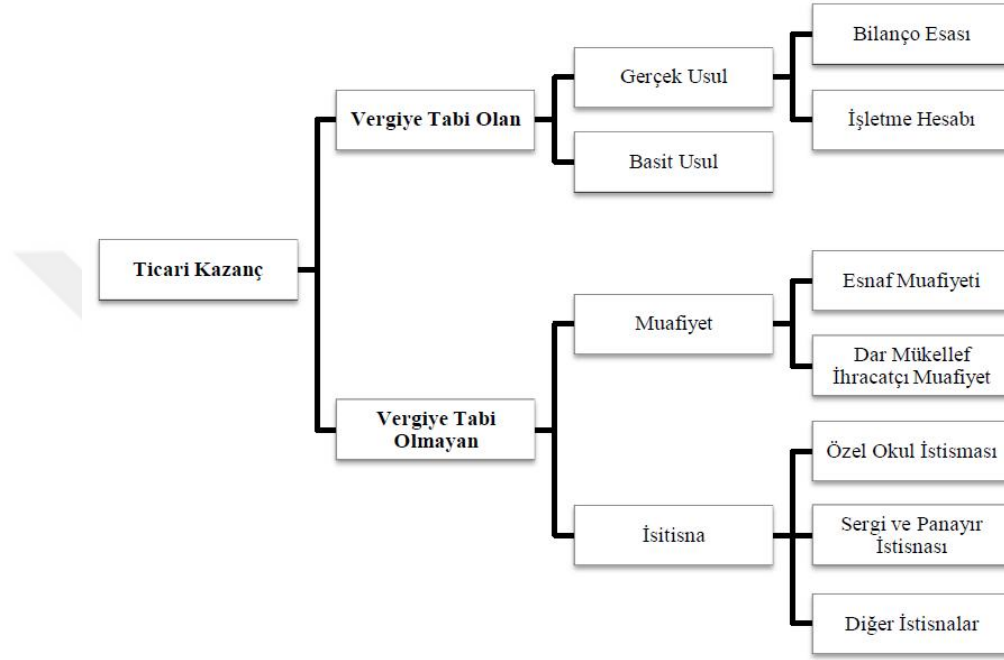 Ticari Kazanç
Vergiye Tabi Olan
Gerçek Usul
Bilanço Esası
İşletme Hesabı
Basit Usul
Vergiye Tabi
Olmayan
Muafiyet
Esnaf Muafiyeti
Dar Mükellef
İhracatçı Muafiyet
İsitisna
Özel Okul İstisması
Sergi ve Panayır
İstisnası
Diğer İstisnalar